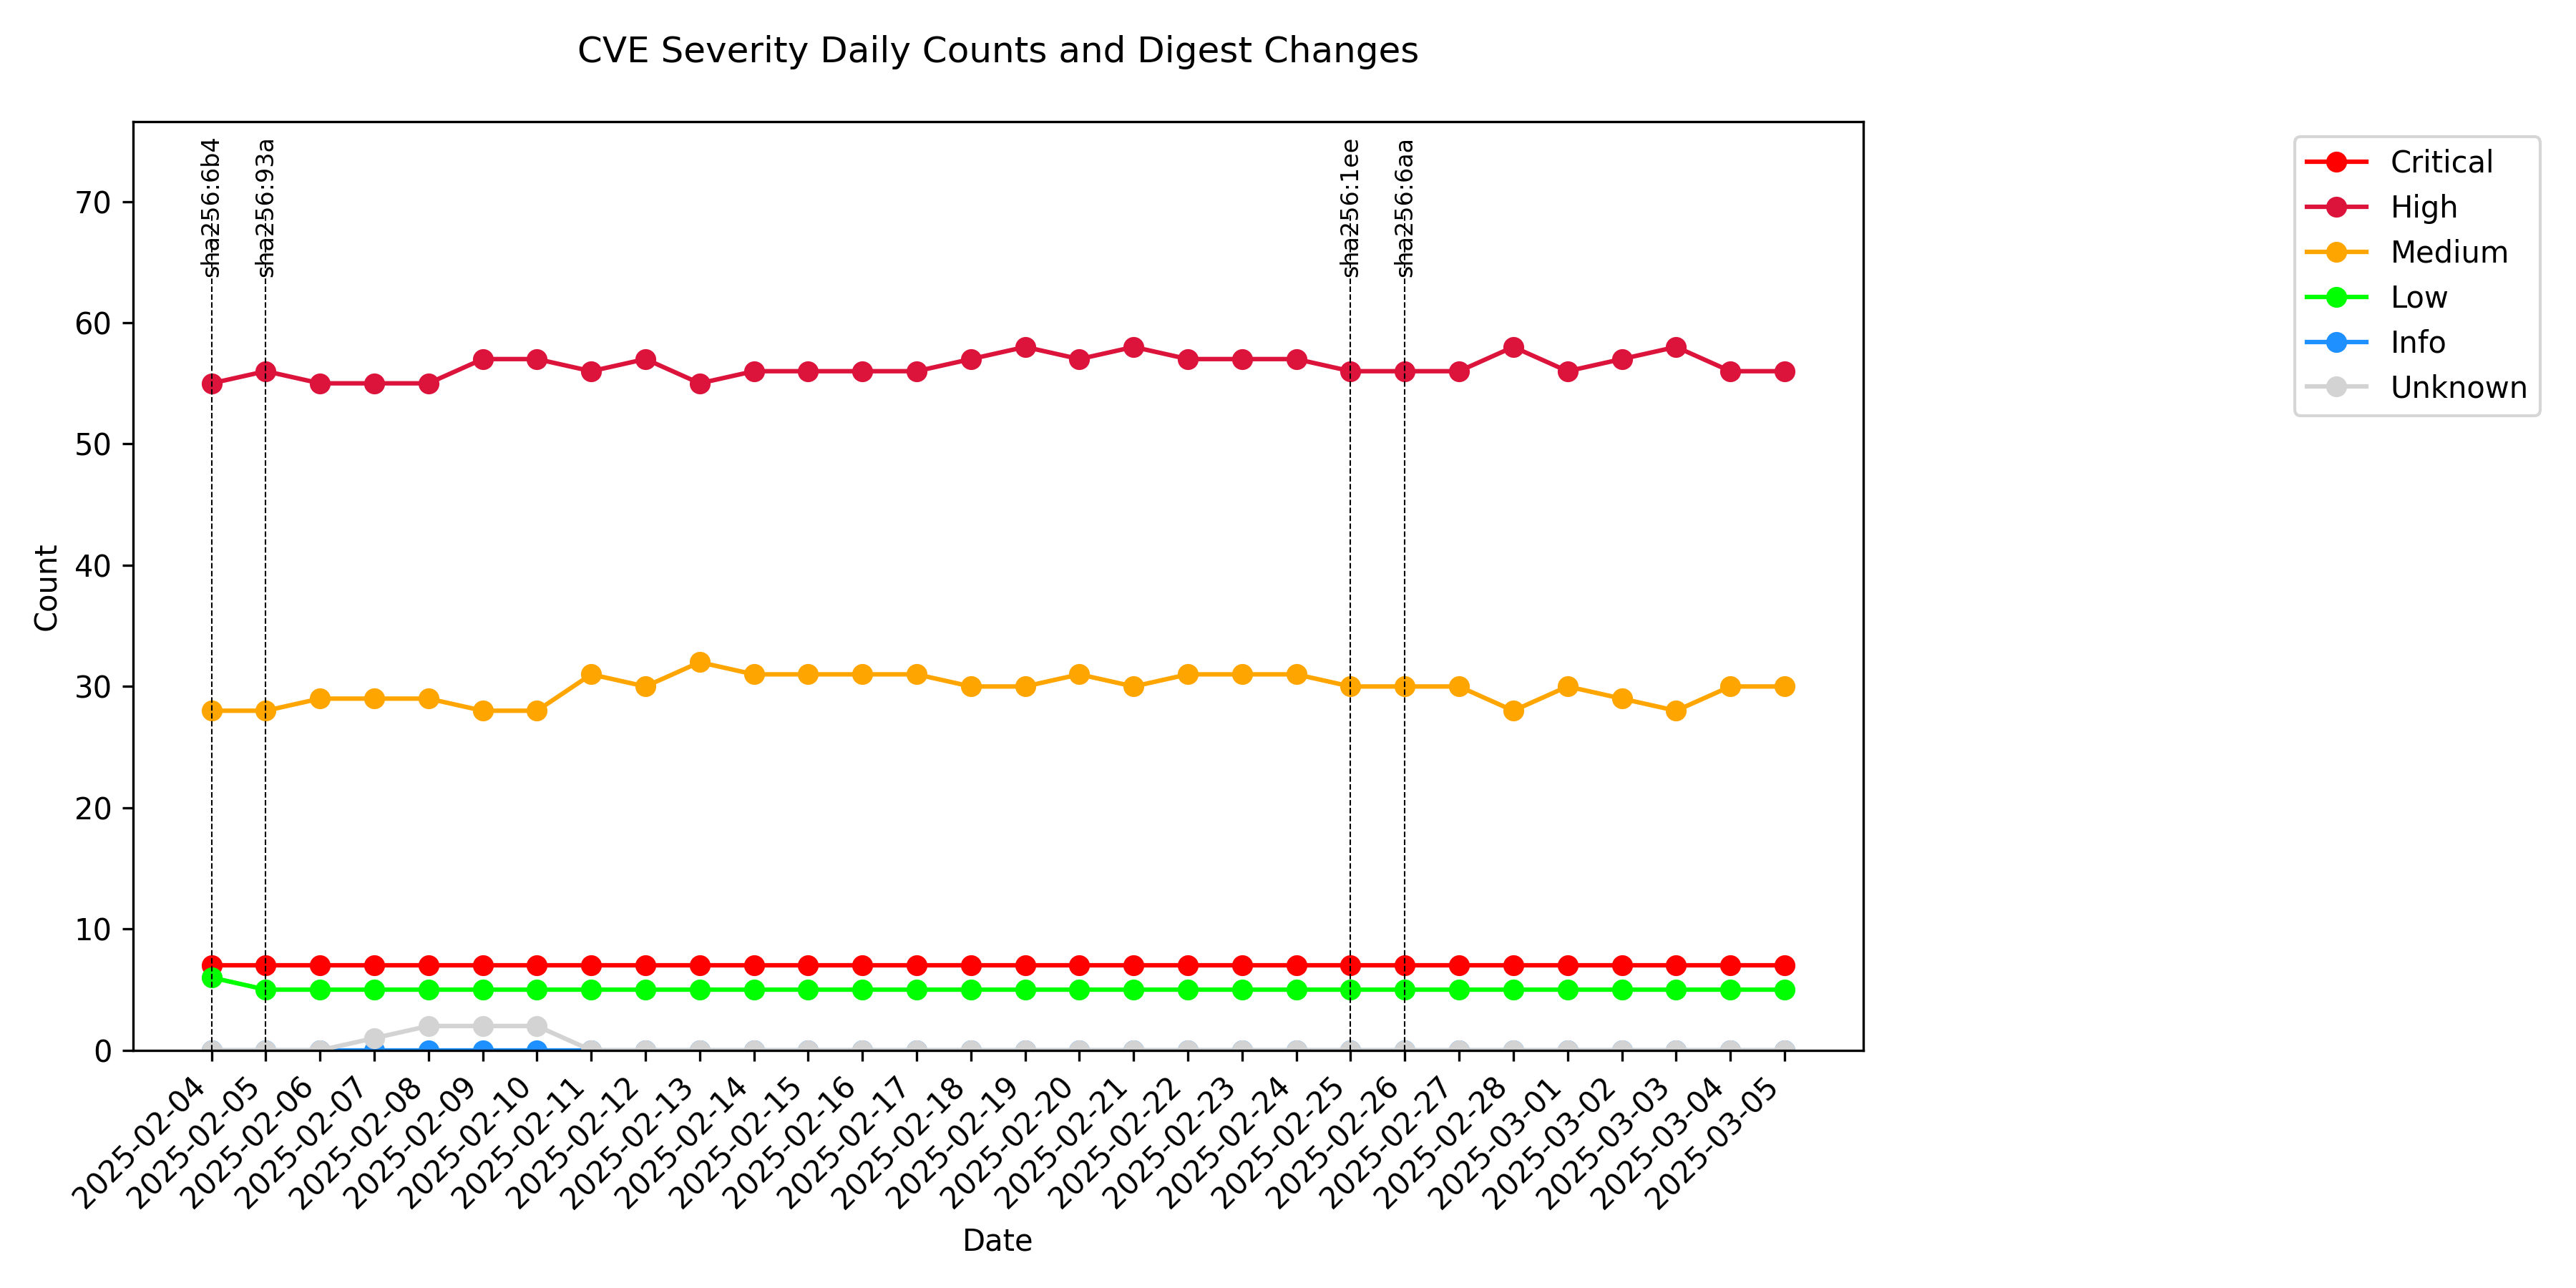 CVE Severity Daily Counts and Digest Changes
sha256:6b4
sha256:93a
sha256:1ee
sha256:6aa
Critical
High
Medium
Low
Info
Unknown
Count
70
60
50
40
30
20
10
0
2025-02-04
2025-02-05
2025-02-06
2025-02-07
2025-02-08
2025-02-09
2025-02-10
2025-02-11
2025-02-12
2025-02-13
2025-02-14
2025-02-15
2025-02-16
2025-02-17
2025-02-18
2025-02-19
2025-02-20
2025-02-21
2025-02-22
2025-02-23
2025-02-24
2025-02-25
2025-02-26
2025-02-27
2025-02-28
2025-03-01
2025-03-02
2025-03-03
2025-03-04
2025-03-05
Date